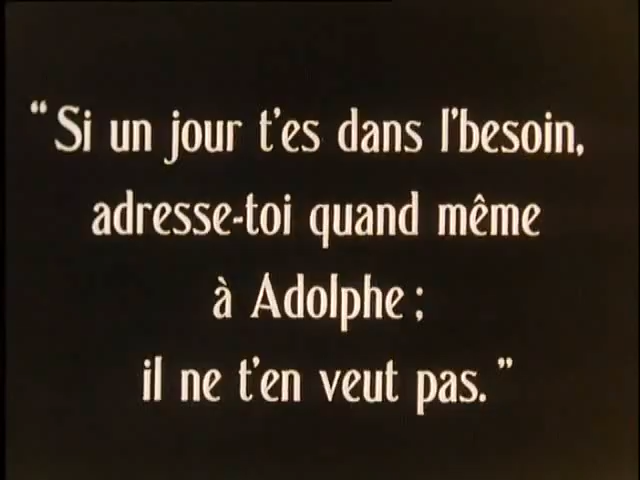 “Si un jour t'es dans l'besoin,
adresse-toi quand même
à Adolphe ;
il ne t'en veut pas.”